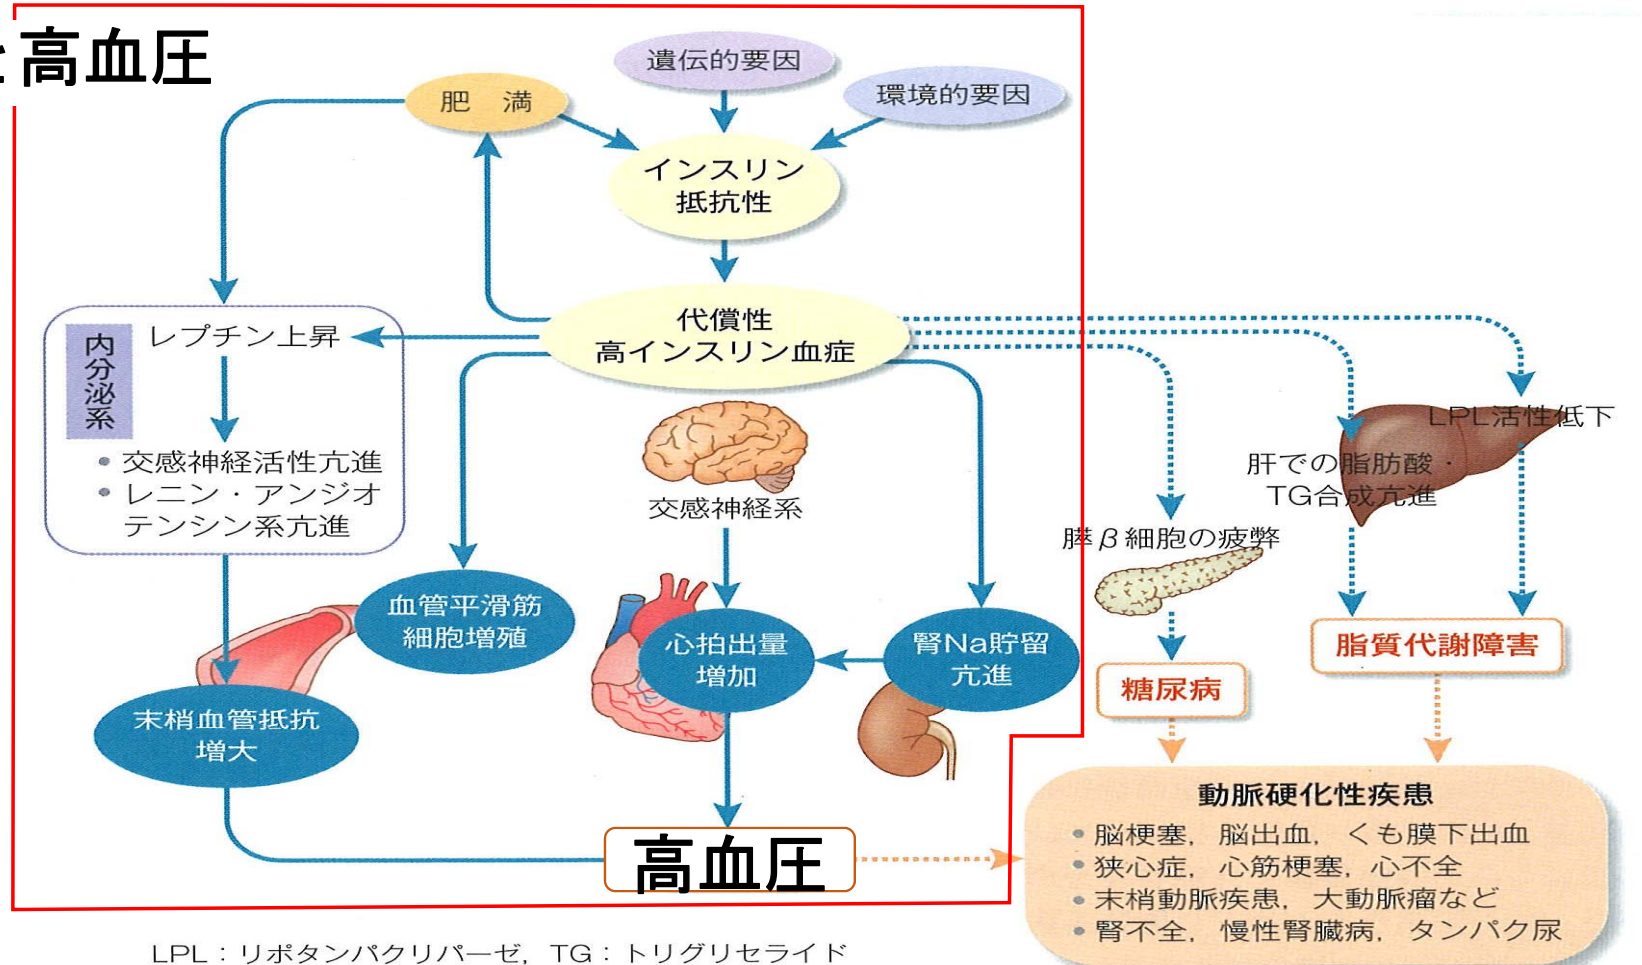 と高血圧
遺伝的要因
肥 満
環境的要因
インスリン
抵抗性
代償性
高インスリン血症
内分泌系
レプチン上昇
• 交感神経活性亢進
• レニン・アンジオ
テンシン系亢進
交感神経系
LPL活性低下
肝での脂肪酸・
TG合成亢進
膵β細胞の疲弊
血管平滑筋
細胞増殖
心拍出量
増加
腎Na貯留
亢進
脂質代謝障害
糖尿病
末梢血管抵抗
増大
高血圧
動脈硬化性疾患
• 脳梗塞，脳出血，くも膜下出血
• 狭心症，心筋梗塞，心不全
• 末梢動脈疾患，大動脈瘤など
• 腎不全，慢性腎臓病，タンパク尿
LPL：リポタンパクリパーゼ，TG：トリグリセライド